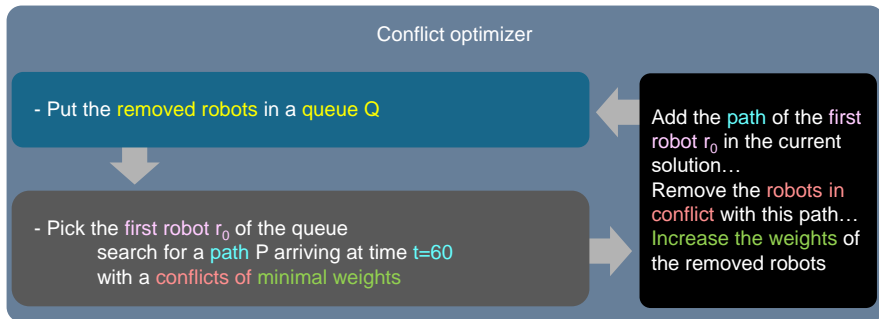 Conflict optimizer
- Put the removed robots in a queue Q
- Pick the first robot r₀ of the queue
search for a path P arriving at time t=60
with a conflicts of minimal weights
Add the path of the first
robot r₀ in the current
solution…
Remove the robots in
conflict with this path…
Increase the weights of
the removed robots